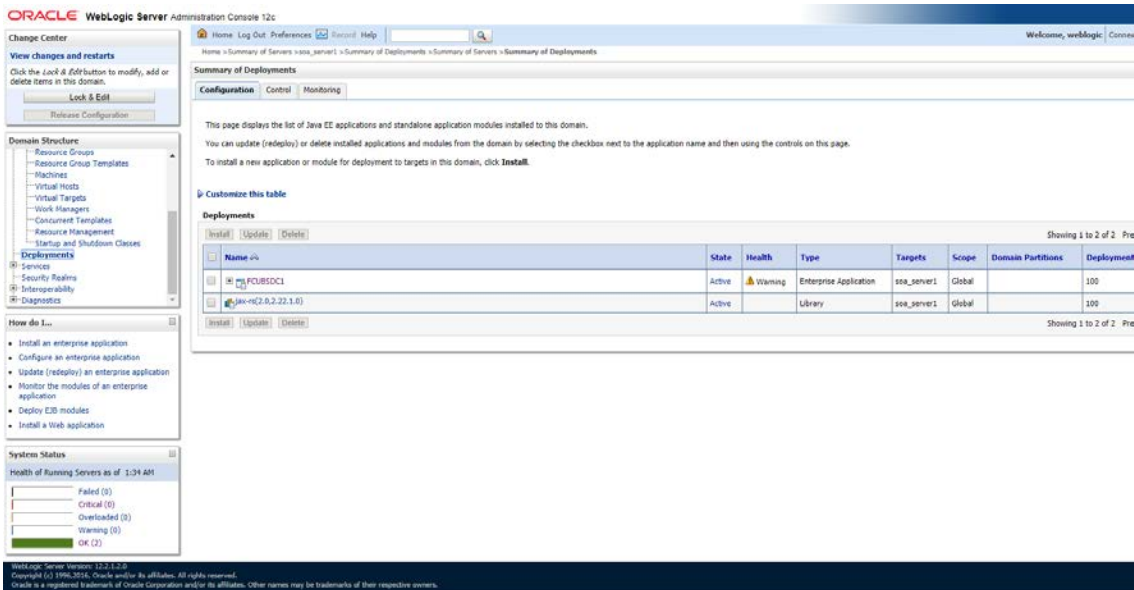 ORACLE WebLogic Server Administration Console 12c
Change Center
View changes and restarts
Click the Lock & Edit button to modify, add or
delete items in this domain.
Lock & Edit
Release Configuration
Domain Structure
Resource Groups
Resource Group Templates
Machines
Virtual Hosts
Virtual Targets
Work Managers
Concurrent Templates
Resource Management
Startup and Shutdown Classes
Deployments
Services
Security Realms
Interoperability
Diagnostics
How do I...
Install an enterprise application
Configure an enterprise application
Update (redeploy) an enterprise application
Monitor the modules of an enterprise
application
Deploy EJB modules
Install a Web application
System Status
Health of Running Servers as of 1:34 AM
Failed (0)
Critical (0)
Overloaded (0)
Warning (0)
OK (2)
Home Log Out Preferences Record Help
Welcome, weblogic Connec
Home >Summary of Servers >soa_server1 >Summary of Deployments >Summary of Servers >Summary of Deployments
Summary of Deployments
Configuration Control Monitoring
This page displays the list of Java EE applications and standalone application modules installed to this domain.
You can update (redeploy) or delete installed applications and modules from the domain by selecting the checkbox next to the application name and then using the controls on this page.
To install a new application or module for deployment to targets in this domain, click Install.
Customize this table
Deployments
Install Update Delete Showing 1 to 2 of 2 Pre
Name State Health Type Targets Scope Domain Partitions Deployment
FCUBSDC1 Active Warning Enterprise Application soa_server1 Global 100
jax-rs(2.0,2.22.1.0) Active Library soa_server1 Global 100
Install Update Delete Showing 1 to 2 of 2 Pre
WebLogic Server Version: 12.2.1.2.0
Copyright (c) 1996,2016, Oracle and/or its affiliates. All rights reserved.
Oracle is a registered trademark of Oracle Corporation and/or its affiliates. Other names may be trademarks of their respective owners.